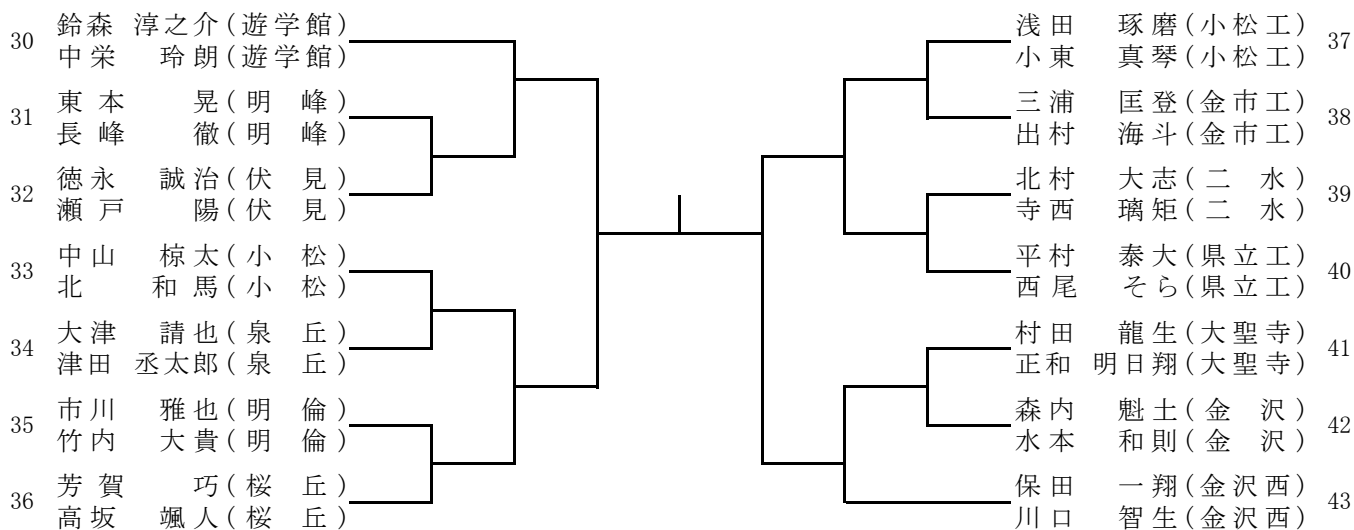 30
鈴森 淳之介(遊学館)
中栄 玲朗(遊学館)
31
東本 晃(明 峰)
長峰 徹(明 峰)
32
徳永 誠治(伏 見)
瀬戸 陽(伏 見)
33
中山 椋太(小 松)
北 和馬(小 松)
34
大津 請也(泉 丘)
津田 丞太郎(泉 丘)
35
市川 雅也(明 倫)
竹内 大貴(明 倫)
36
芳賀 巧(桜 丘)
高坂 颯人(桜 丘)
浅田 琢磨(小松工)
小東 真琴(小松工)
37
三浦 匡登(金市工)
出村 海斗(金市工)
38
北村 大志(二 水)
寺西 璃矩(二 水)
39
平村 泰大(県立工)
西尾 そら(県立工)
40
村田 龍生(大聖寺)
正和 明日翔(大聖寺)
41
森内 魁土(金 沢)
水本 和則(金 沢)
42
保田 一翔(金沢西)
川口 智生(金沢西)
43